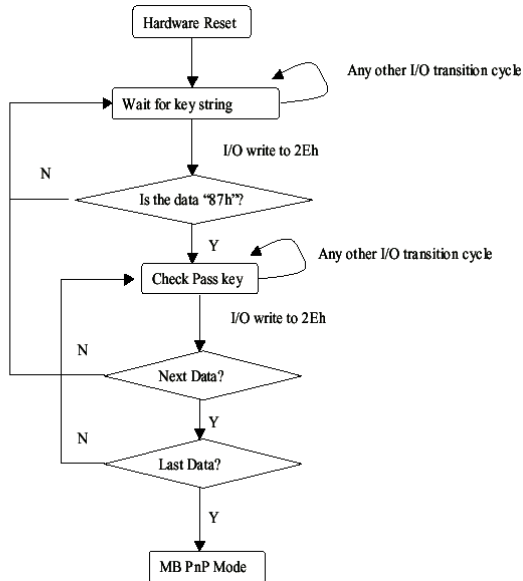 Hardware Reset
Any other I/O transition cycle
Wait for key string
I/O write to 2Eh
N
Is the data “87h”?
Y
Any other I/O transition cycle
Check Pass key
I/O write to 2Eh
N
Next Data?
Y
N
Last Data?
Y
MB PnP Mode